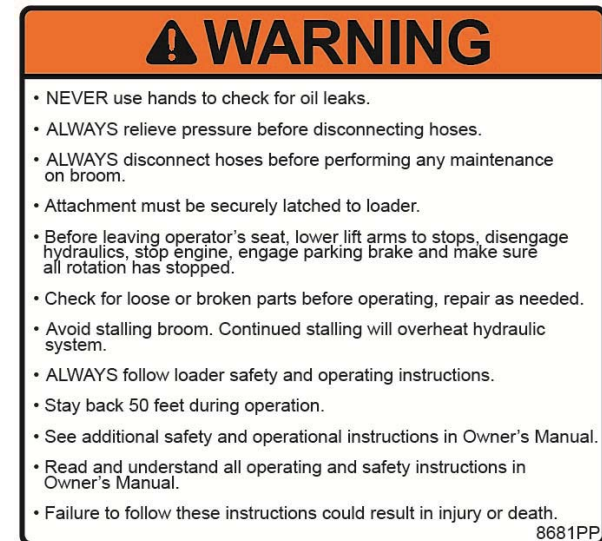 WARNING
• NEVER use hands to check for oil leaks.
• ALWAYS relieve pressure before disconnecting hoses.
• ALWAYS disconnect hoses before performing any maintenance
on broom.
• Attachment must be securely latched to loader.
• Before leaving operator's seat, lower lift arms to stops, disengage
hydraulics, stop engine, engage parking brake and make sure
all rotation has stopped.
• Check for loose or broken parts before operating, repair as needed.
• Avoid stalling broom. Continued stalling will overheat hydraulic
system.
• ALWAYS follow loader safety and operating instructions.
• Stay back 50 feet during operation.
• See additional safety and operational instructions in Owner's Manual.
• Read and understand all operating and safety instructions in
Owner's Manual.
• Failure to follow these instructions could result in injury or death.
8681PP